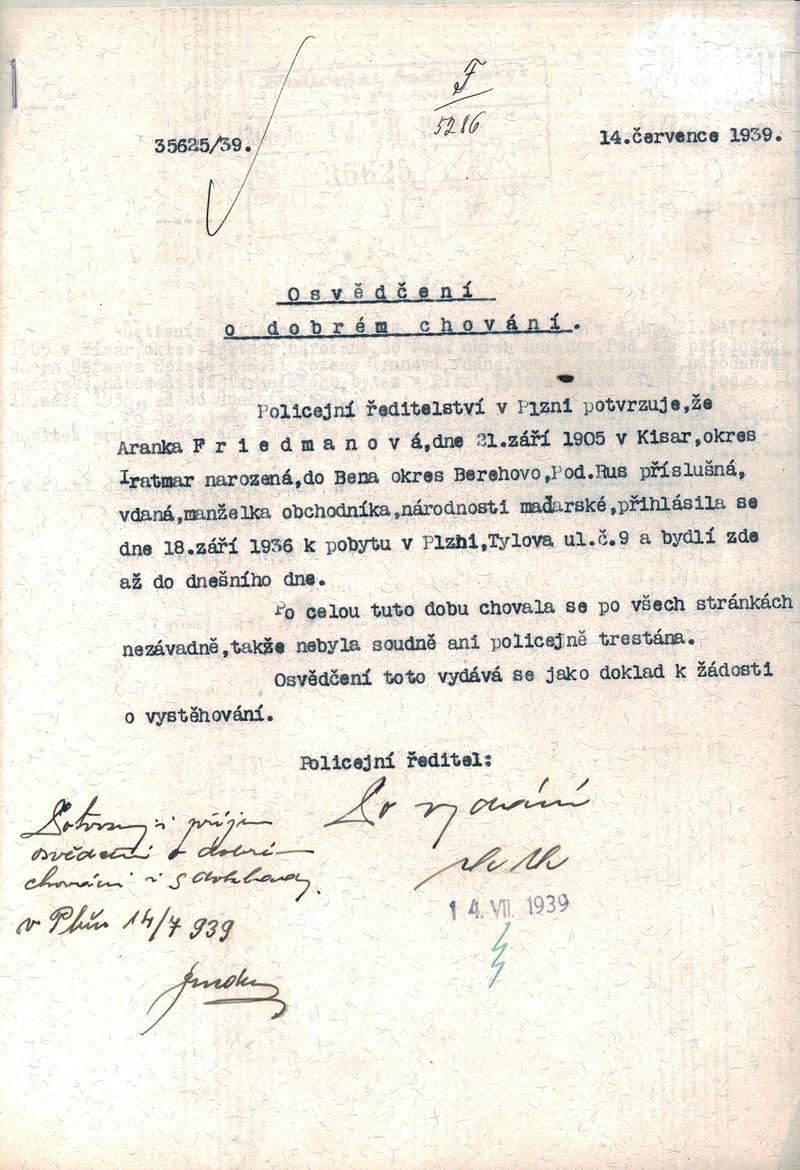 F
5286
35625/39.
14.července 1939.
Osvědčení
o dobrém chování.
Policejní ředitelství v Plzni potvrzuje,že
Aranka Friedmanová,dne 21.září 1905 v Kisar,okres
Iratmar narozená,do Bena okres Berehovo,Pod.Rus příslušná,
vdaná,manželka obchodníka,národnosti maďarské,přihlásila se
dne 18.září 1936 k pobytu v Plzhi,Tylova ul.č.9 a bydlí zde
až do dnešního dne.
Po celou tuto dobu chovala se po všech stránkách
nezávadně,takže nebyla soudně ani policejně trestána.
Osvědčení toto vydává se jako doklad k žádosti
o vystěhování.
Policejní ředitel:
Potvrzuji příjem
osvědčení o dobrém
chování i s doklady.
v Plzni 14/7 939
14. VII. 1939